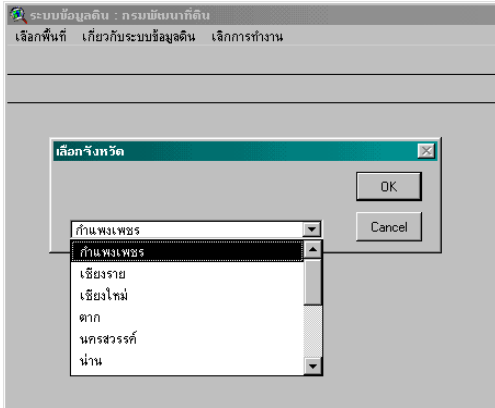 ระบบข้อมูลดิน : กรมพัฒนาที่ดิน
เลือกพื้นที่ เกี่ยวกับระบบข้อมูลดิน เลิกการทำงาน
เลือกจังหวัด
OK
กำแพงเพชร
Cancel
กำแพงเพชร
เชียงราย
เชียงใหม่
ตาก
นครสวรรค์
น่าน